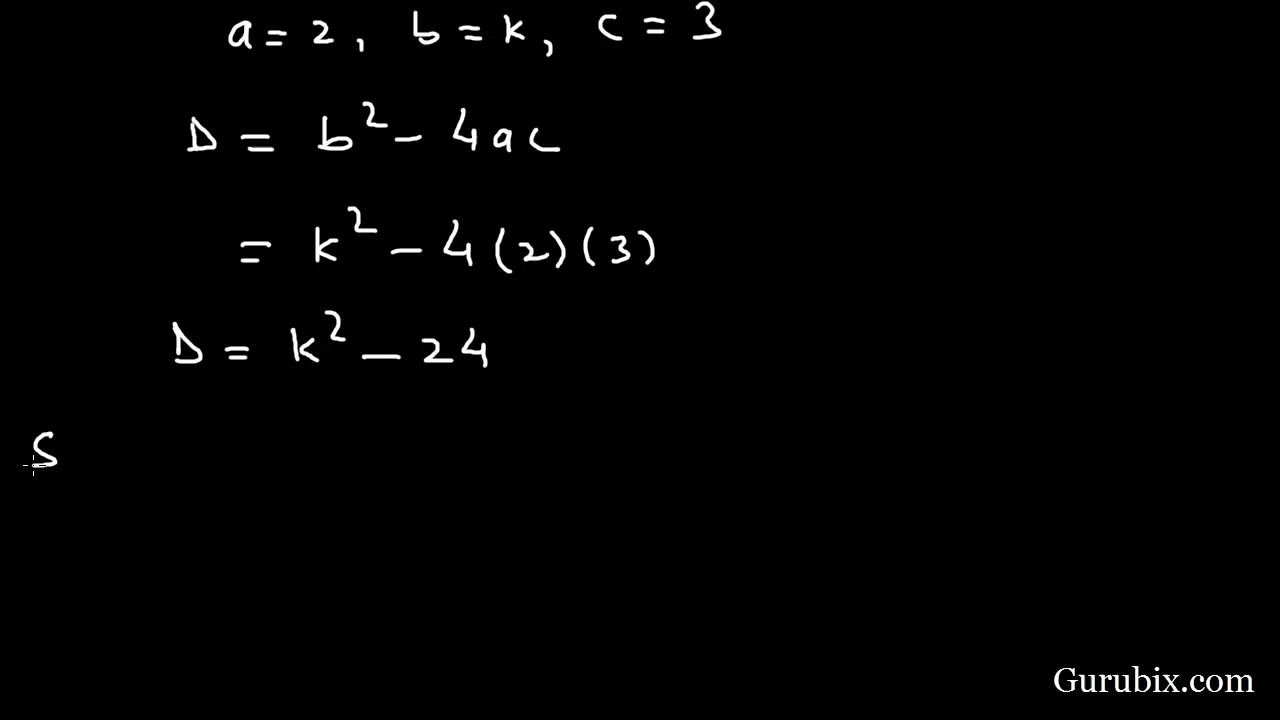 a = 2, b = k, c = 3
D = b² - 4ac
= k² - 4(2)(3)
D = k² - 24
S
Gurubix.com